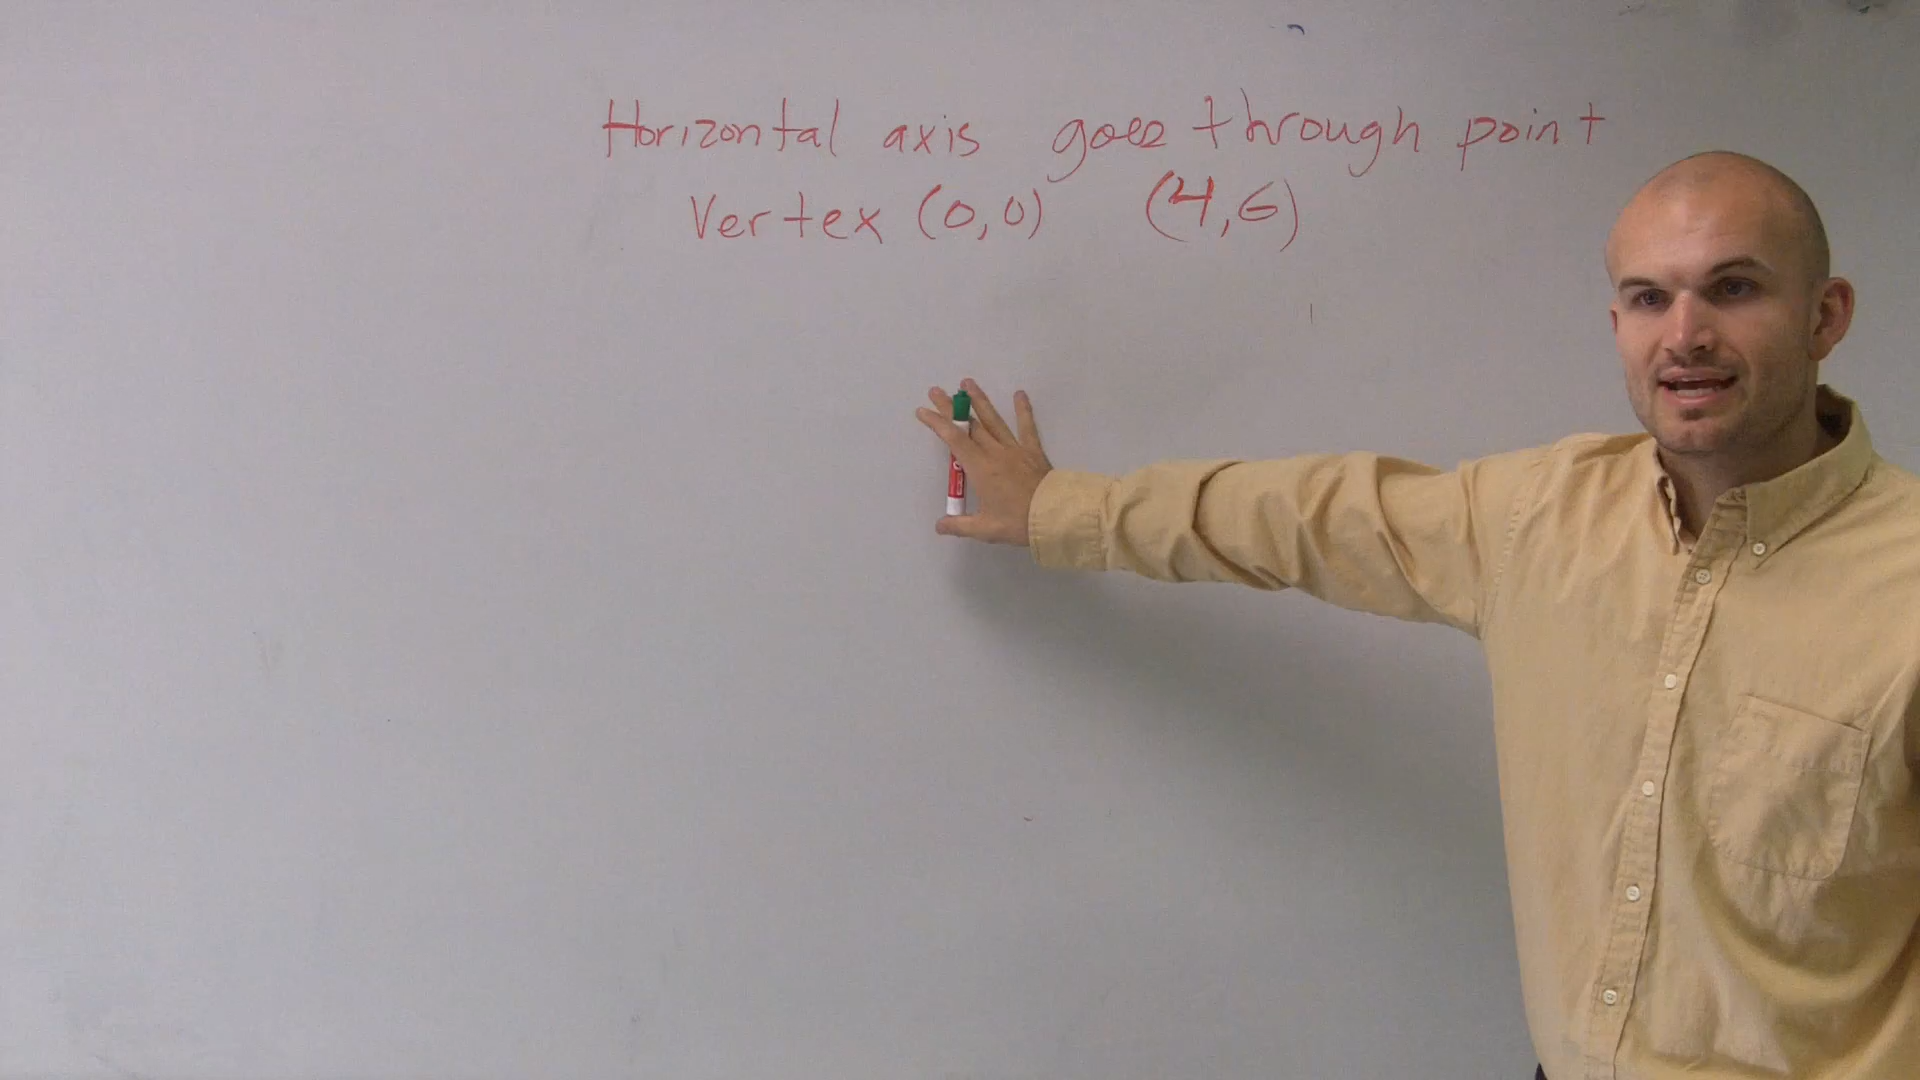 Horizontal axis goes through point
Vertex (0,0) (4,6)